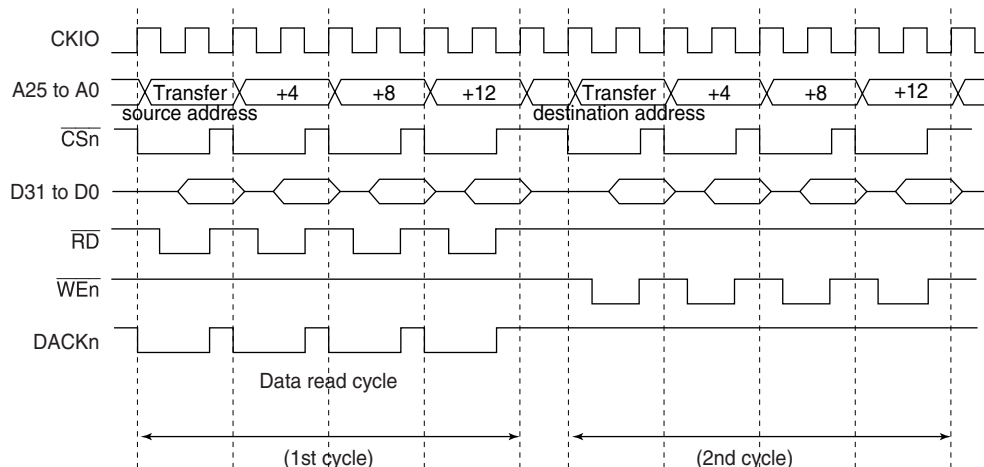 CKIO
A25 to A0
Transfer +4 +8 +12 Transfer +4 +8 +12
source address destination address
CSn
D31 to D0
RD
WEn
DACKn
Data read cycle
(1st cycle) (2nd cycle)